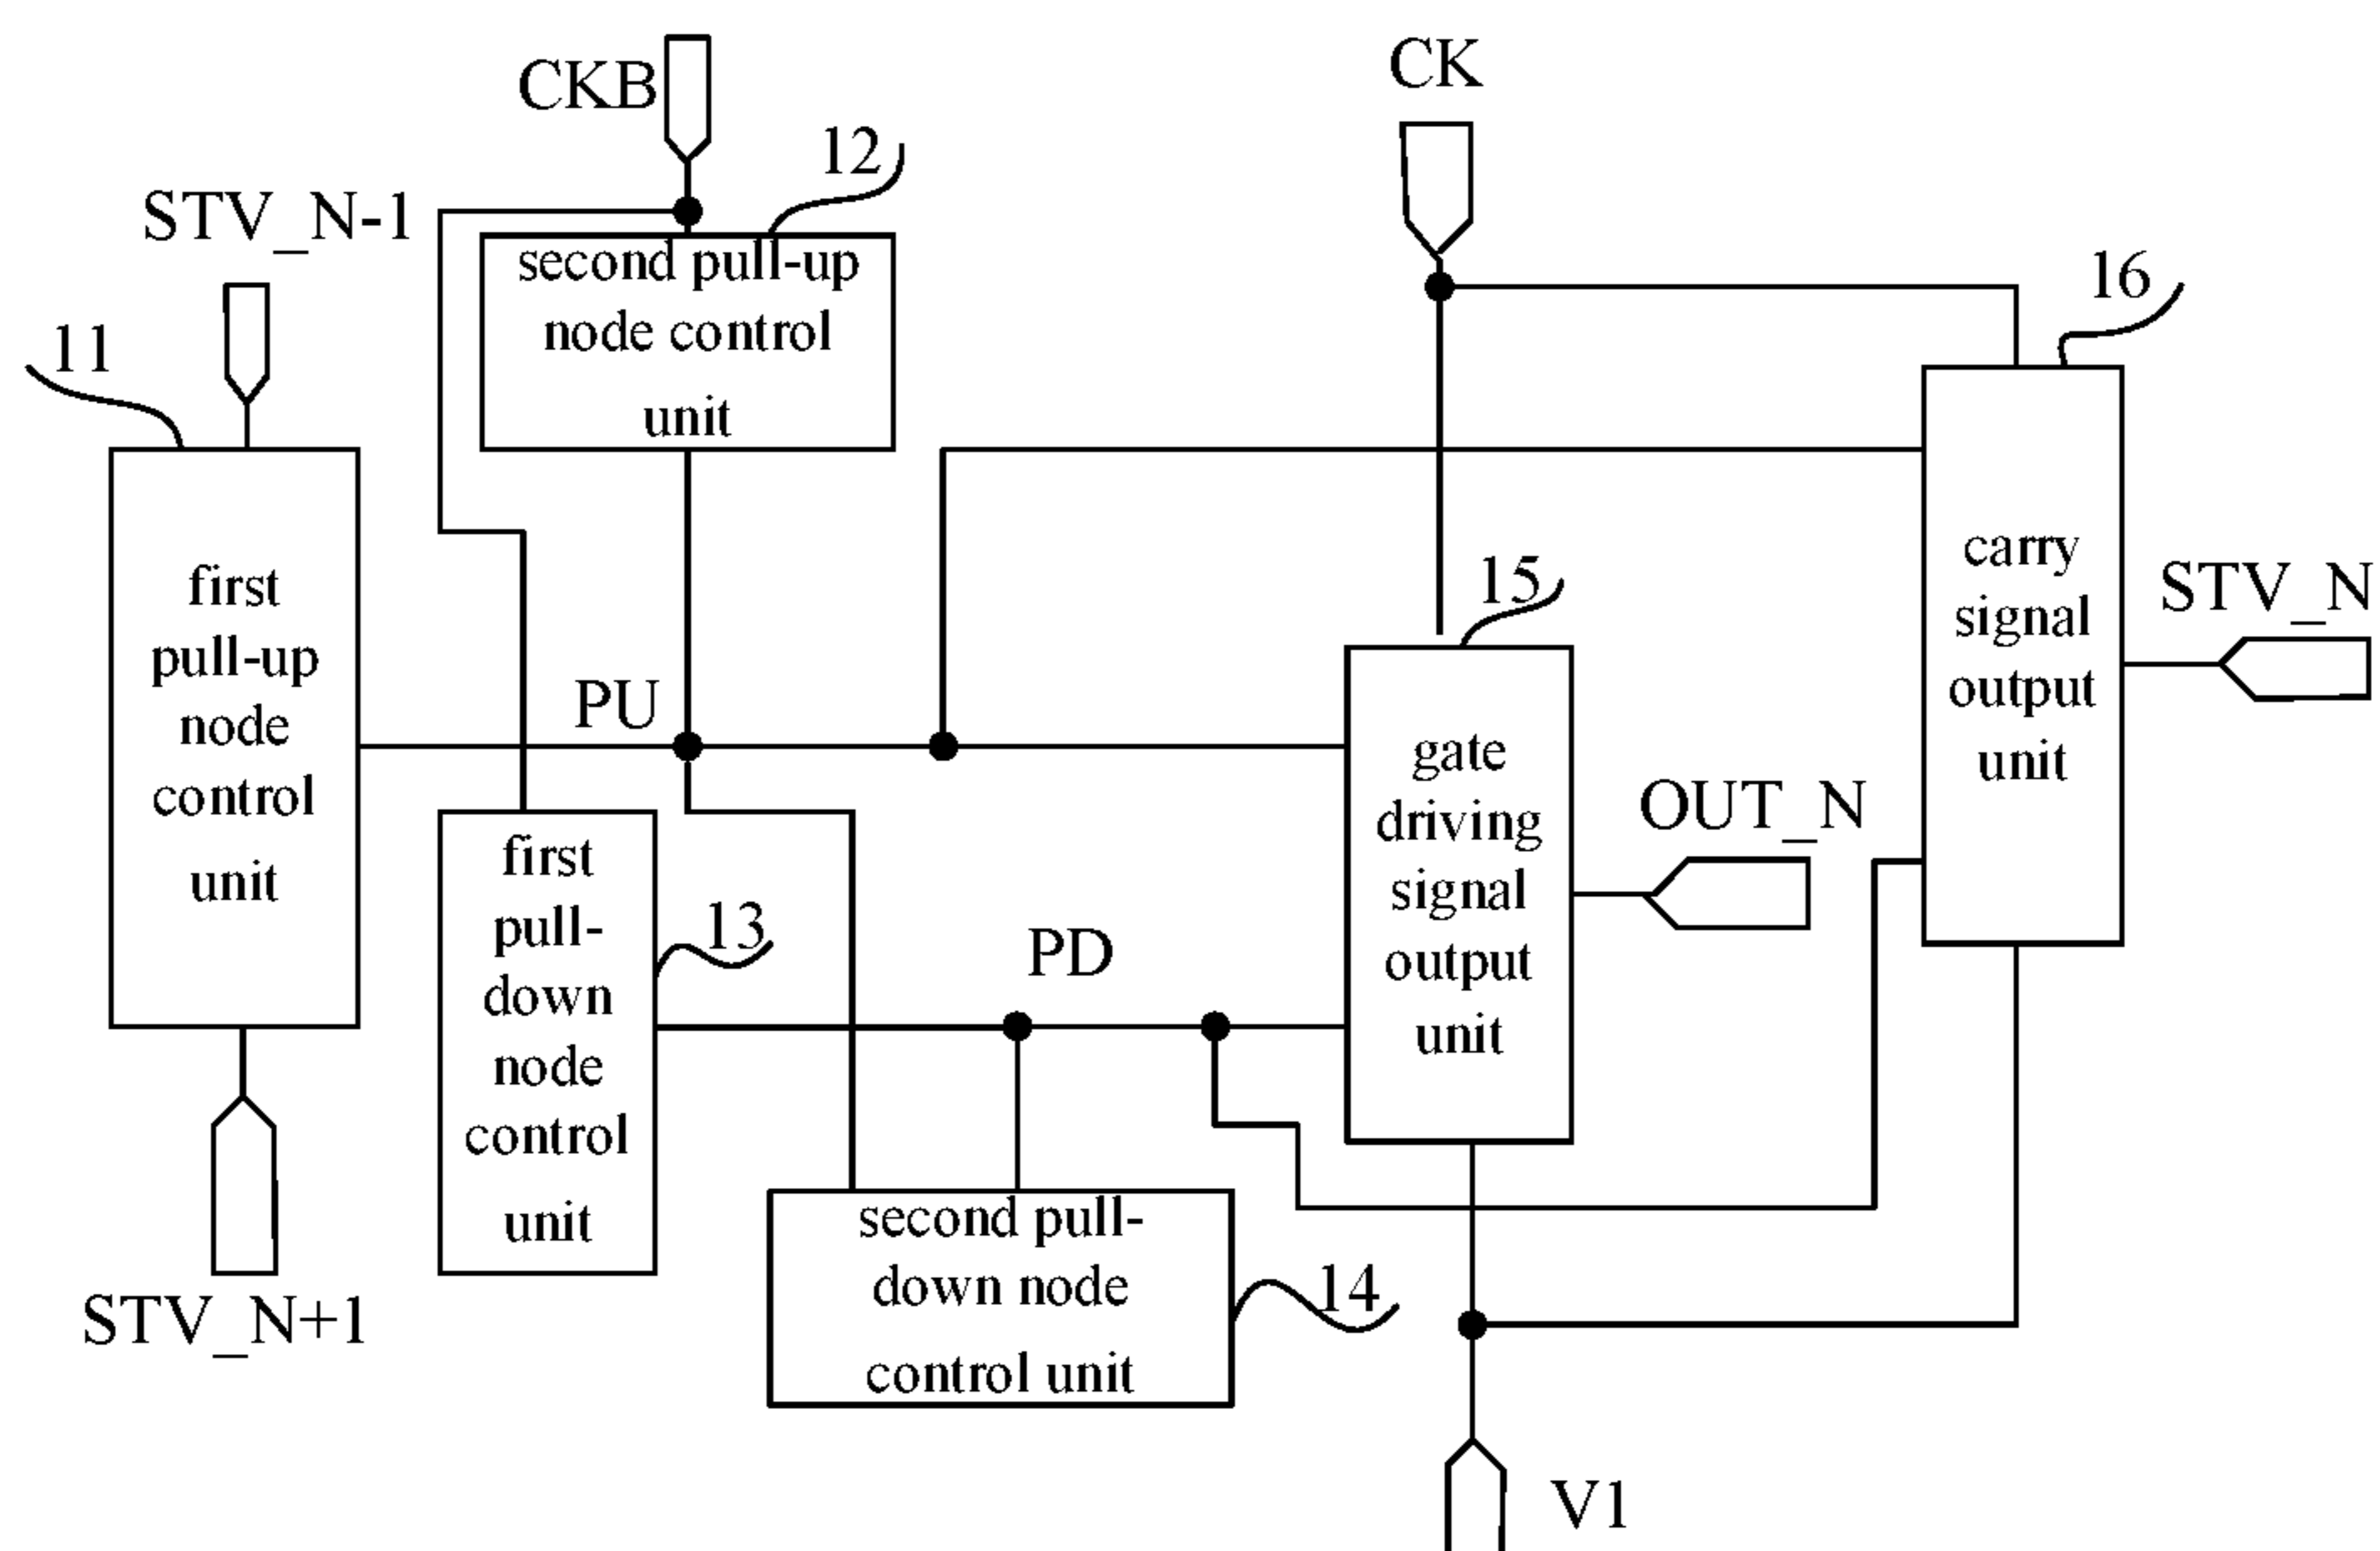 CKB
CK
12
STV_N-1
second pull-up
node control
unit
16
11
first
pull-up
node
control
unit
carry
signal
output
unit
STV_N
15
PU
gate
driving
signal
output
unit
OUT_N
first
pull-
down
node
control
unit
13
PD
second pull-
down node
control unit
14
STV_N+1
V1